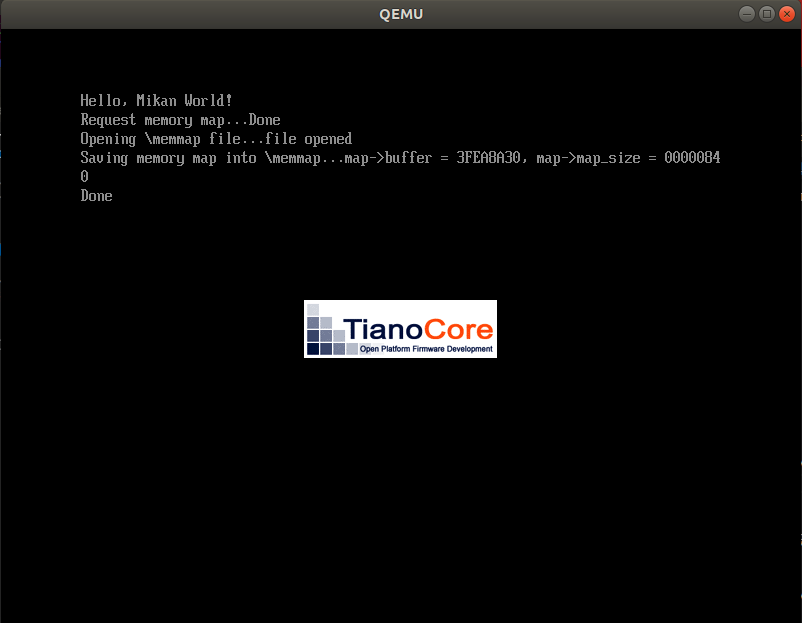 QEMU
Hello, Mikan World!
Request memory map...Done
Opening \memmap file...file opened
Saving memory map into \memmap...map->buffer = 3FEA8A30, map->map_size = 0000084
0
Done
TianoCore
Open Platform Firmware Development